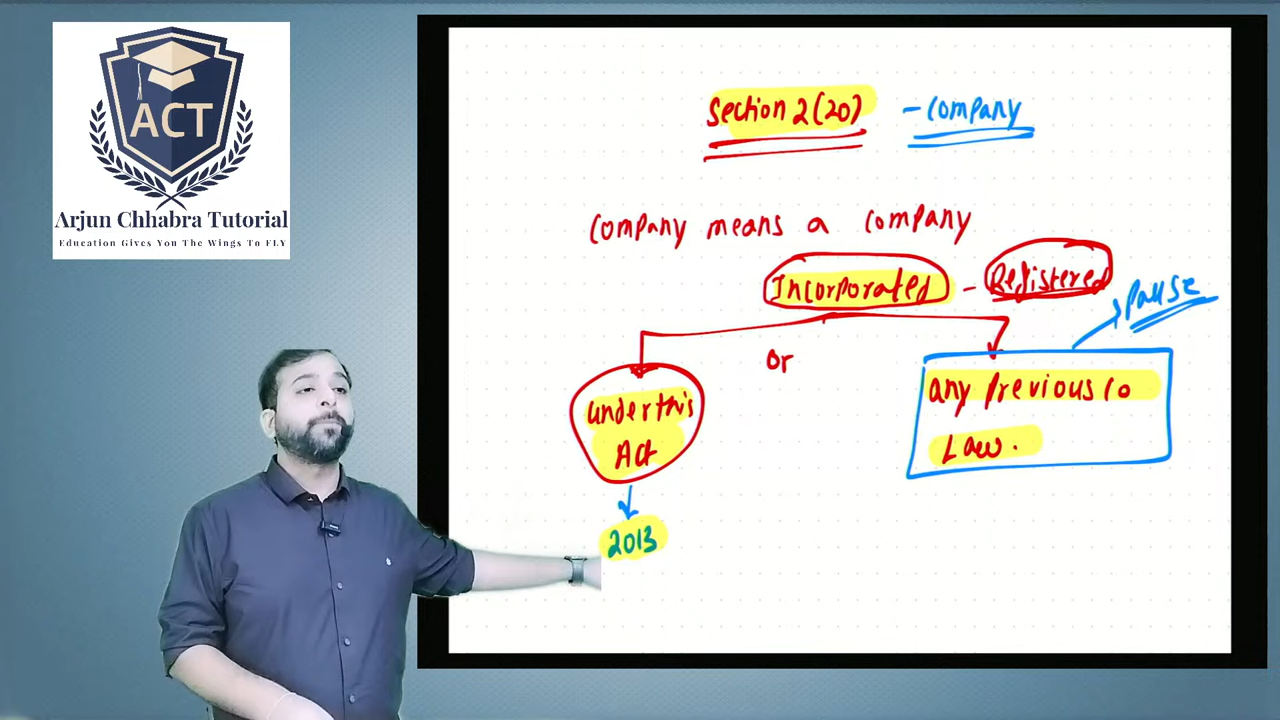 ACT
Arjun Chhabra Tutorial
Education Gives You The Wings To FLY
Section 2(20) - Company
Company means a company
Incorporated - Registered
Pause
or
under this
Act
any Previous Co
Law.
2013